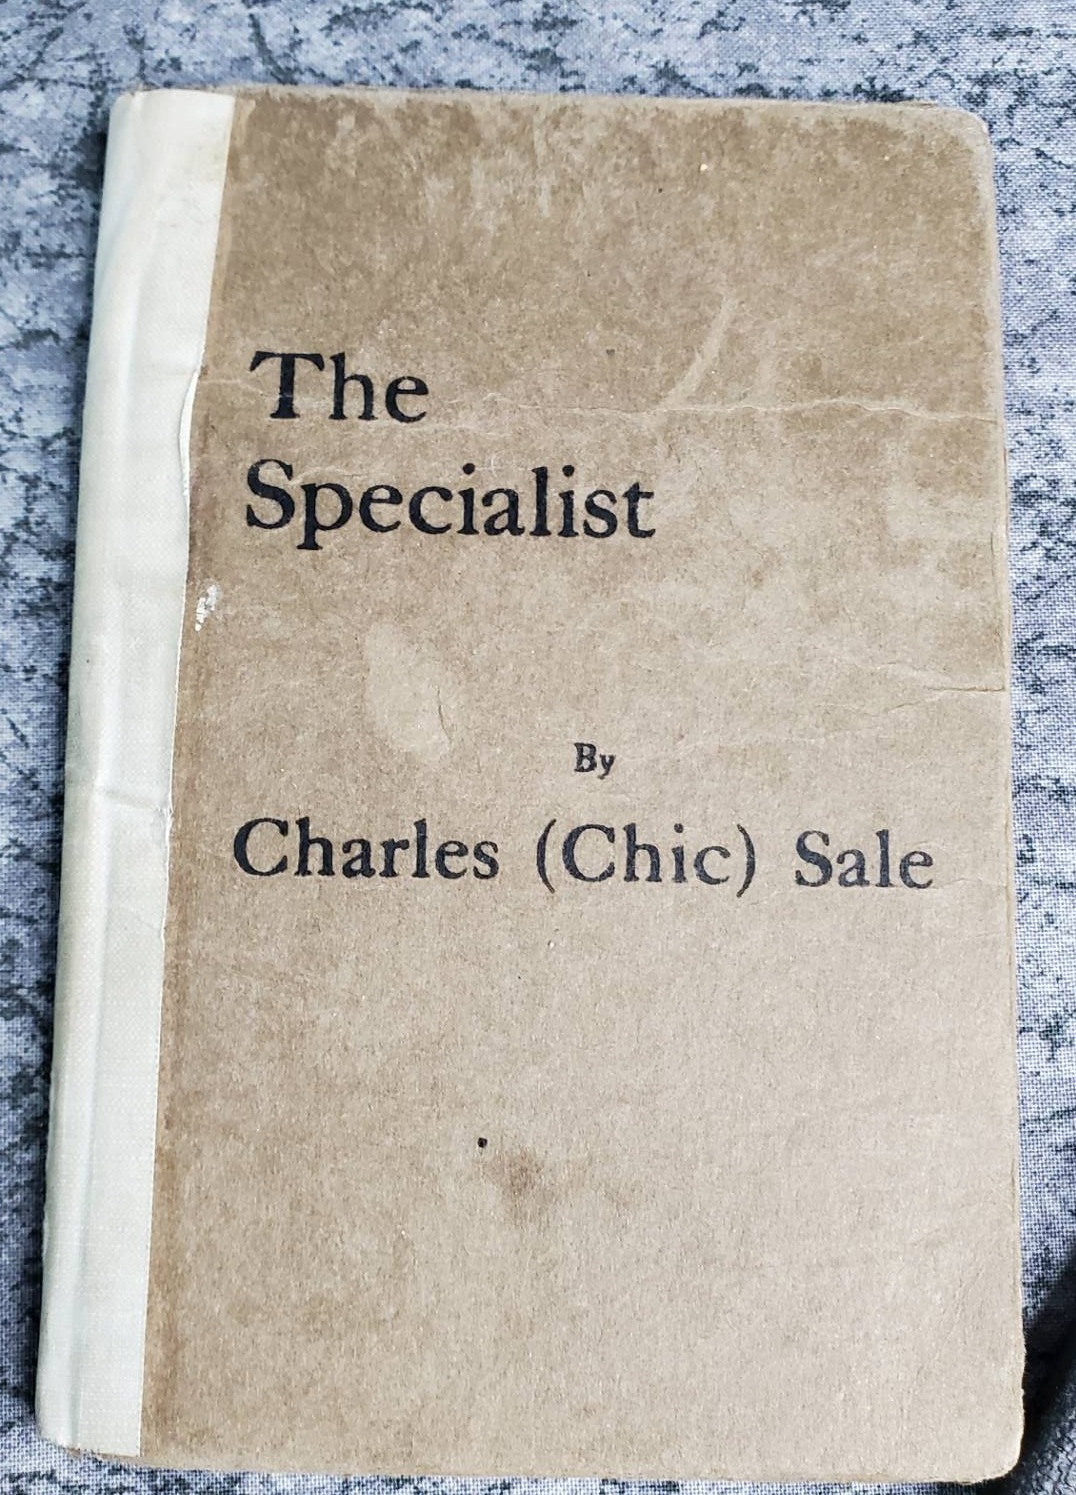 The
Specialist
By
Charles (Chic) Sale